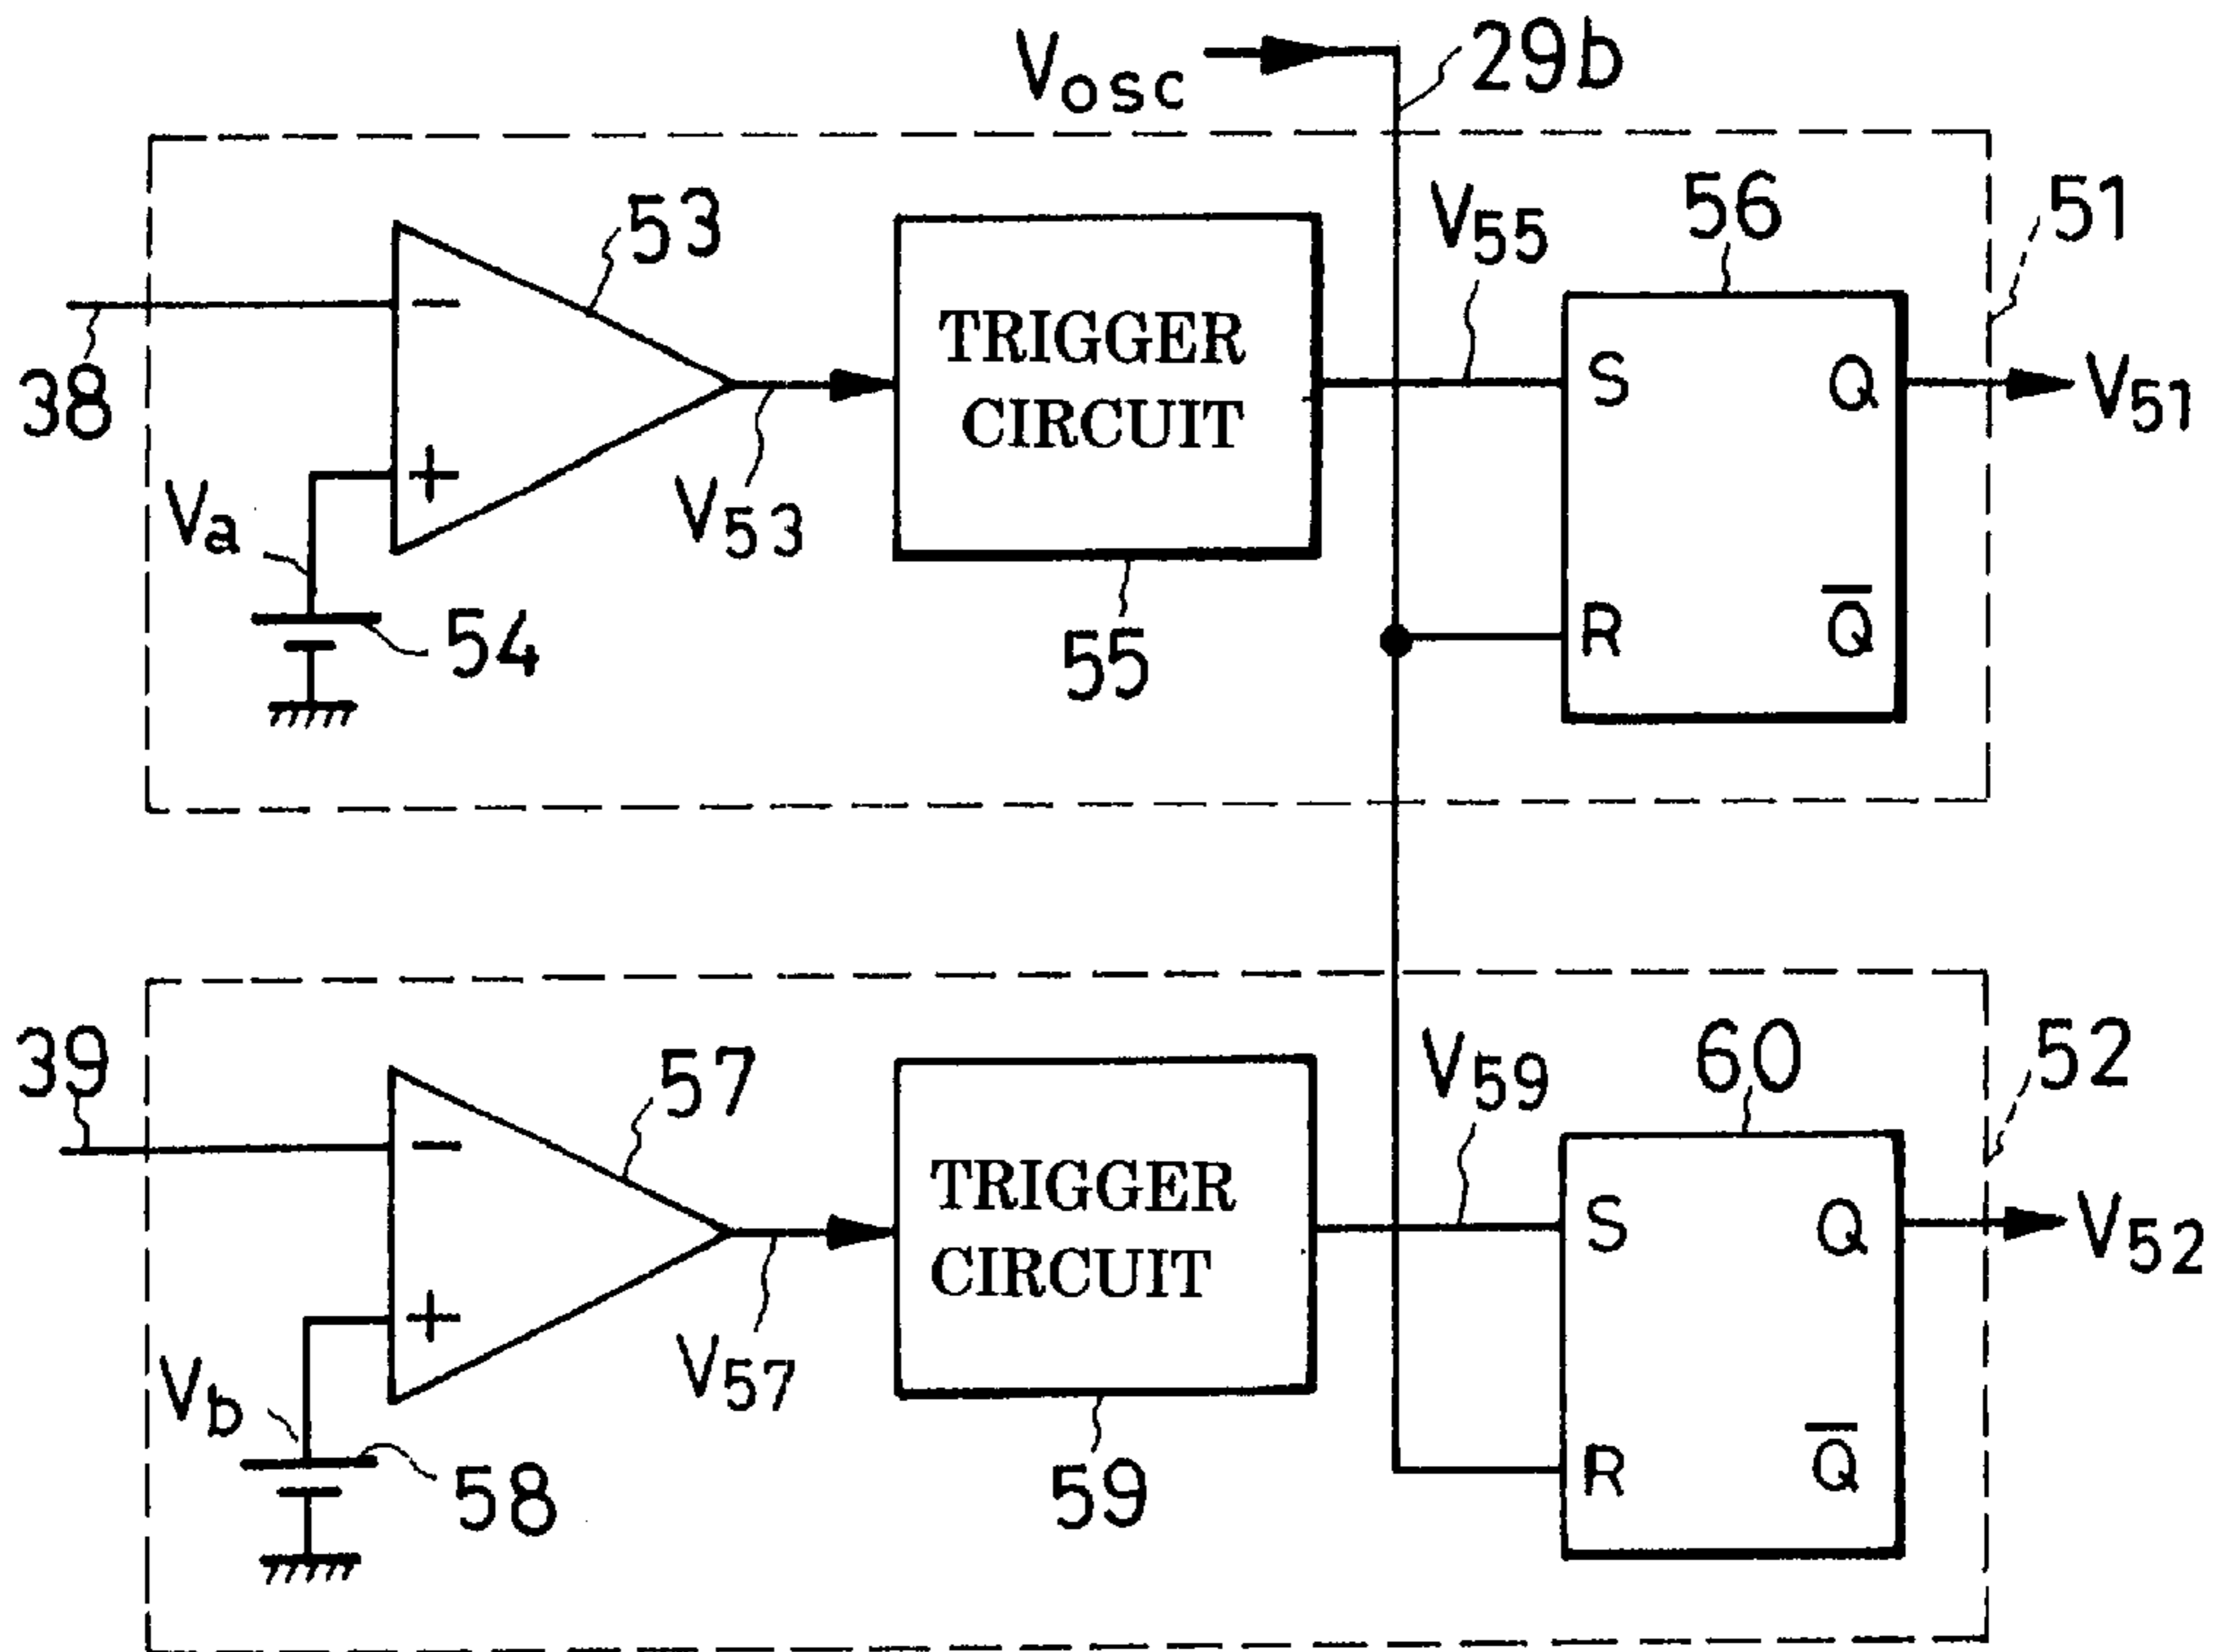 Vosc
29b
53
V55
56
51
38
−
TRIGGER
CIRCUIT
S
Q
V51
+
Va
V53
54
55
R
Q̅
39
57
V59
60
52
−
TRIGGER
CIRCUIT
S
Q
V52
+
Vb
V57
58
59
R
Q̅